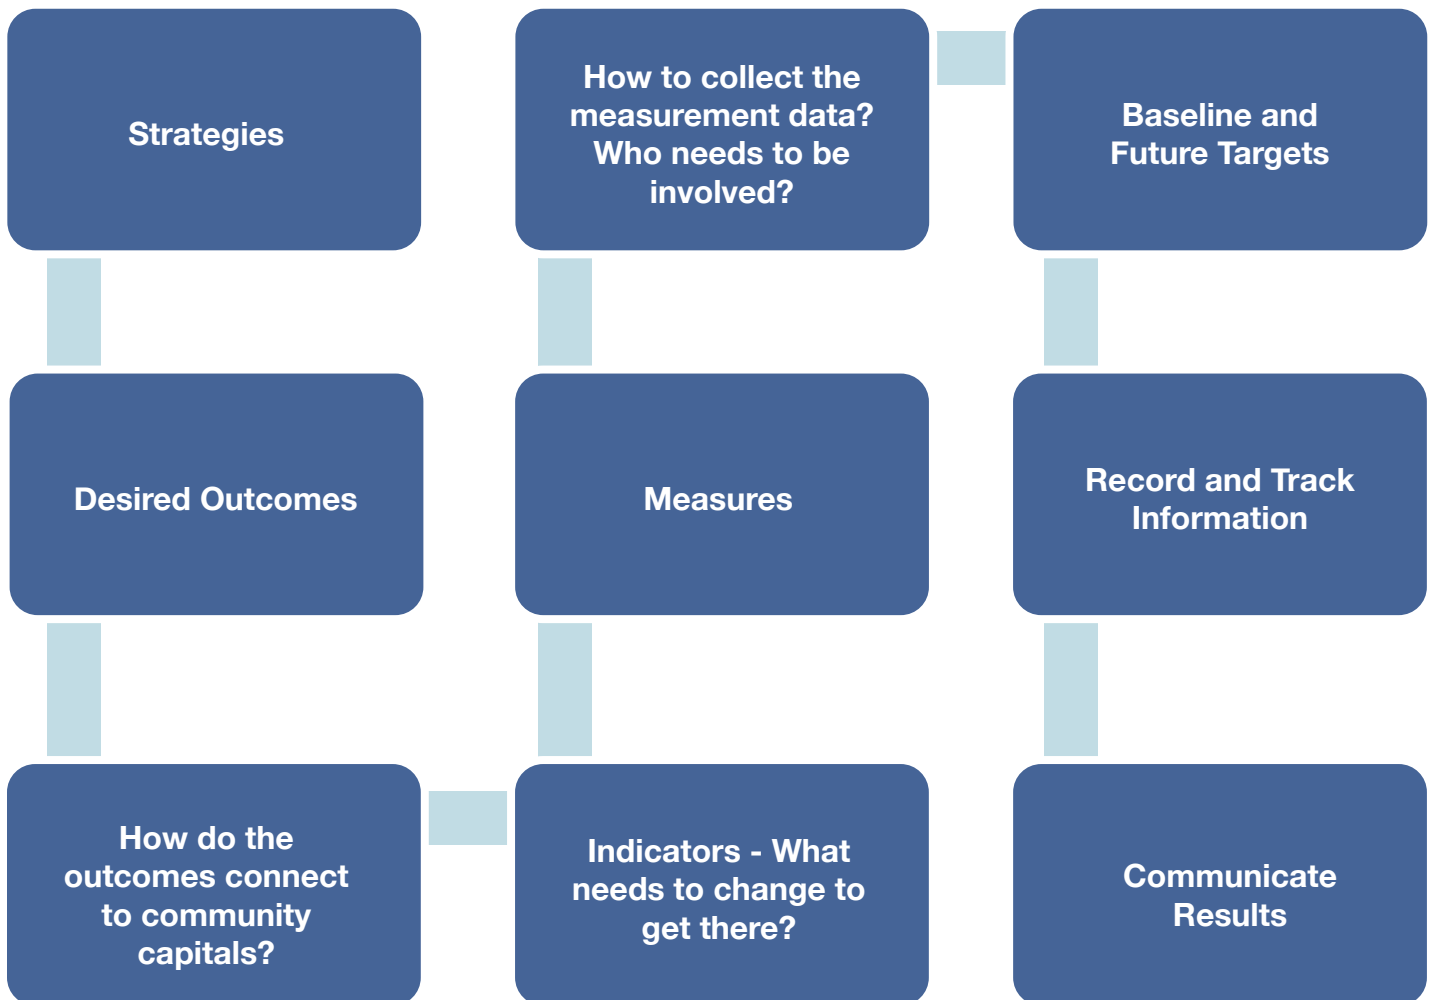 Strategies
Desired Outcomes
How do the
outcomes connect
to community
capitals?
Indicators - What
needs to change to
get there?
Measures
How to collect the
measurement data?
Who needs to be
involved?
Baseline and
Future Targets
Record and Track
Information
Communicate
Results